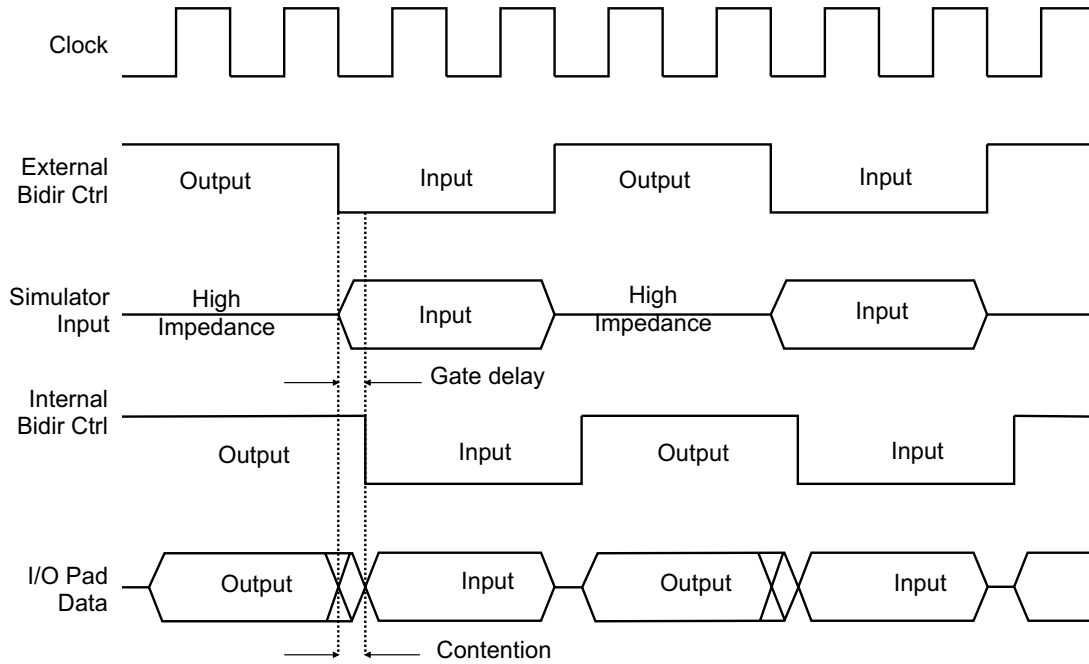 Clock
External
Bidir Ctrl
Output
Input
Output
Input
Simulator
Input
High
Impedance
Input
High
Impedance
Input
Gate delay
Internal
Bidir Ctrl
Output
Input
Output
Input
I/O Pad
Data
Output
Input
Output
Input
Contention